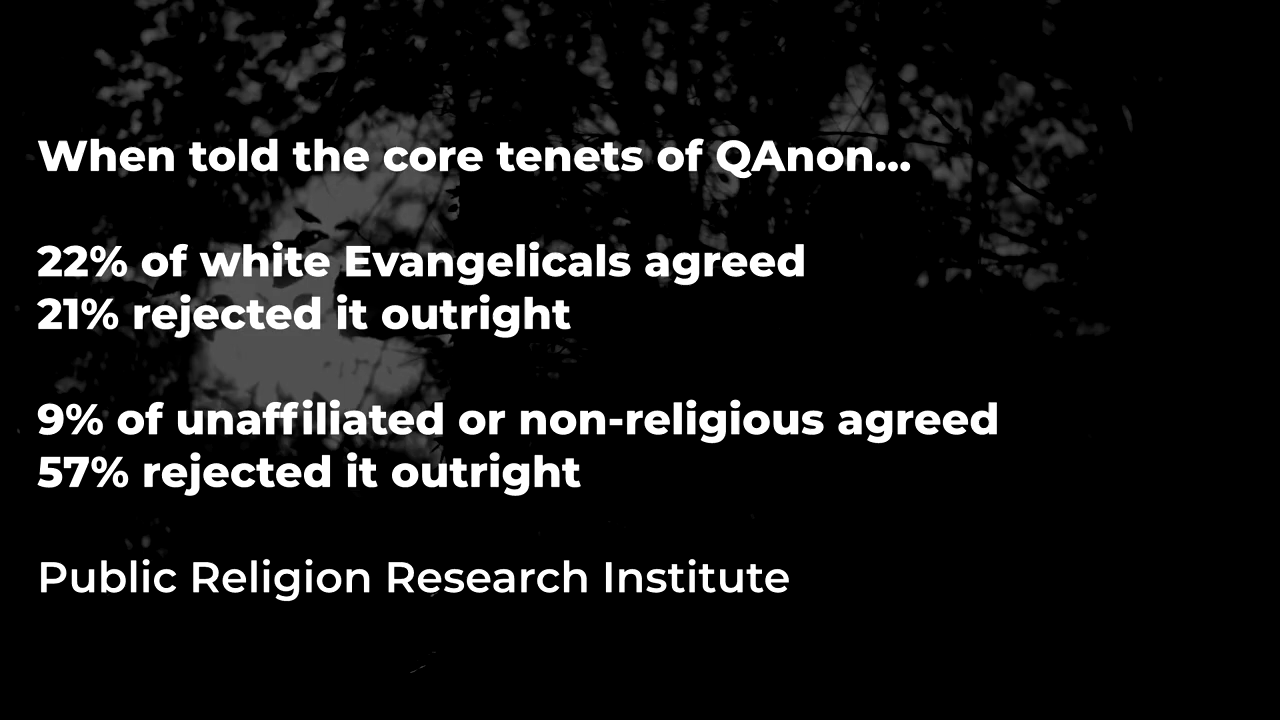 When told the core tenets of QAnon...
22% of white Evangelicals agreed
21% rejected it outright
9% of unaffiliated or non-religious agreed
57% rejected it outright
Public Religion Research Institute